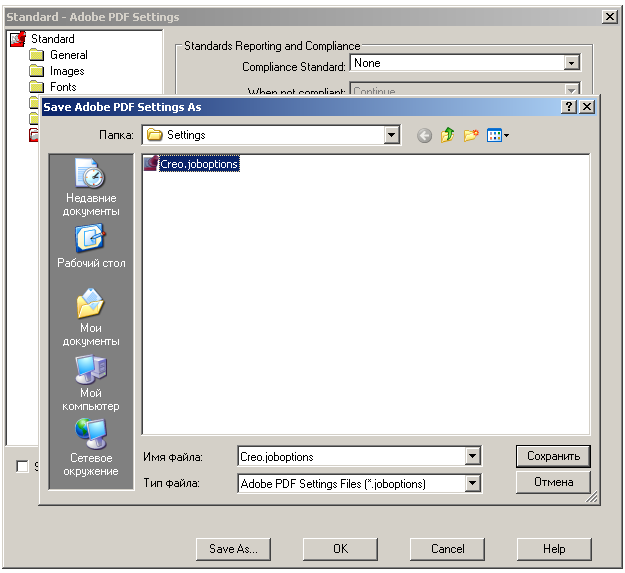 Standard - Adobe PDF Settings
Standard
General
Images
Fonts
Standards Reporting and Compliance
Compliance Standard: None
When not compliant: Continue
Save Adobe PDF Settings As
Папка: Settings
Creo.joboptions
Недавние
документы
Рабочий стол
Мои
документы
Мой
компьютер
Сетевое
окружение
Имя файла: Creo.joboptions Сохранить
Тип файла: Adobe PDF Settings Files (*.joboptions) Отмена
Save As... OK Cancel Help